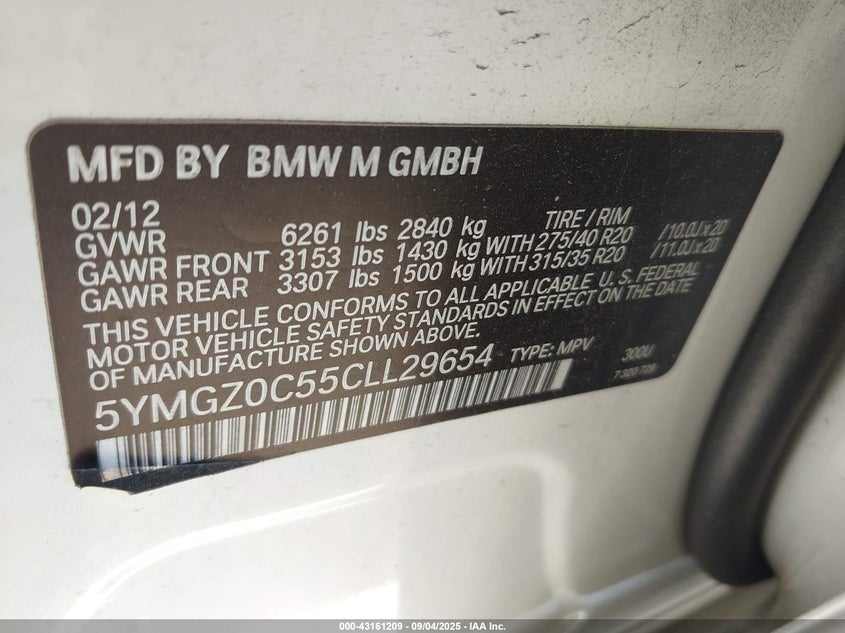 MFD BY BMW M GMBH
02/12 TIRE / RIM
GVWR 6261 lbs 2840 kg
GAWR FRONT 3153 lbs 1430 kg WITH 275/40 R20 /10.0J x 20
GAWR REAR 3307 lbs 1500 kg WITH 315/35 R20 /11.0J x 20
THIS VEHICLE CONFORMS TO ALL APPLICABLE U. S. FEDERAL
MOTOR VEHICLE SAFETY STANDARDS IN EFFECT ON THE DATE
OF MANUFACTURE SHOWN ABOVE.
5YMGZ0C55CLL29654 TYPE: MPV 300U
7 320 729
000-43161209 - 09/04/2025 - IAA Inc.